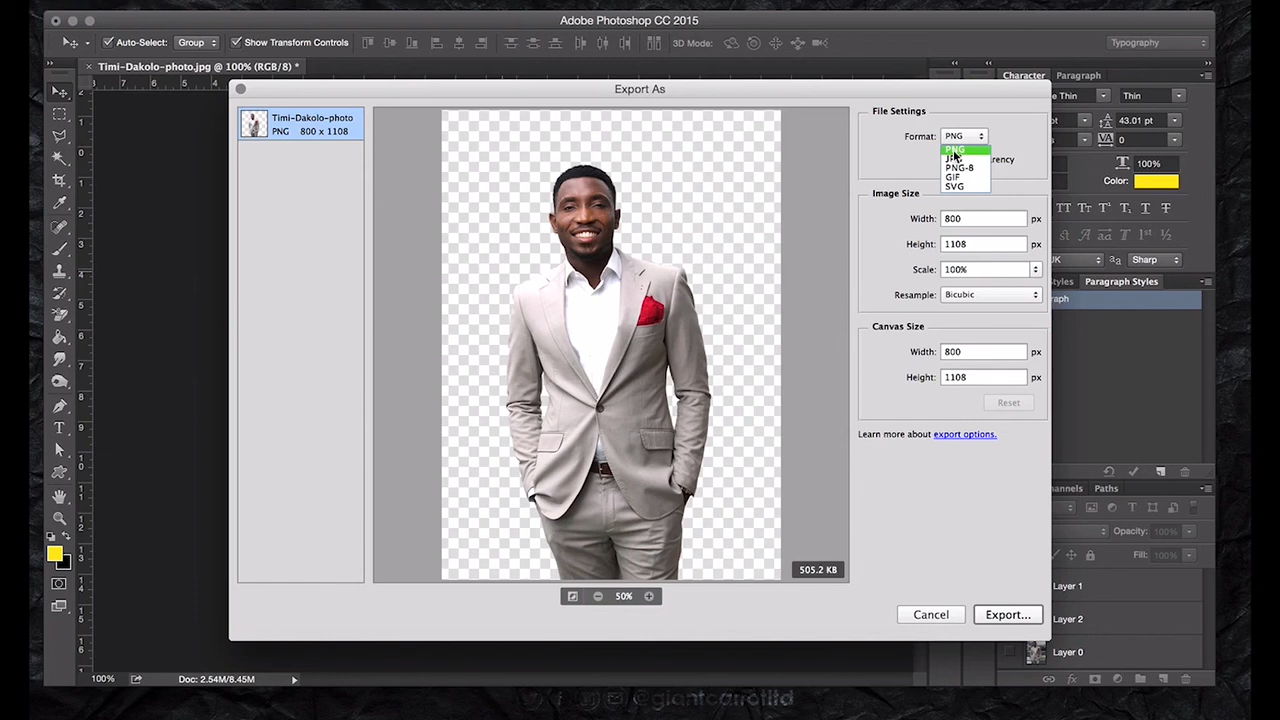 Adobe Photoshop CC 2015
Auto-Select: Group Show Transform Controls 3D Mode: Typography
Timi-Dakolo-photo.jpg @ 100% (RGB/8) *
Character Paragraph
Export As
Timi-Dakolo-photo
PNG 800 x 1108
File Settings
Format: PNG
PNG
JPG
PNG-8
GIF
SVG
Image Size
Width: 800 px
Height: 1108 px
Scale: 100%
Resample: Bicubic
Canvas Size
Width: 800 px
Height: 1108 px
Reset
Learn more about export options.
505.2 KB
50%
Cancel Export...
Thin
43.01 pt
0
100%
Color:
Sharp
Paragraph Styles
Paths
Opacity: 100%
Fill: 100%
Layer 1
Layer 2
Layer 0
100% Doc: 2.54M/8.45M
@giantcarrotltd